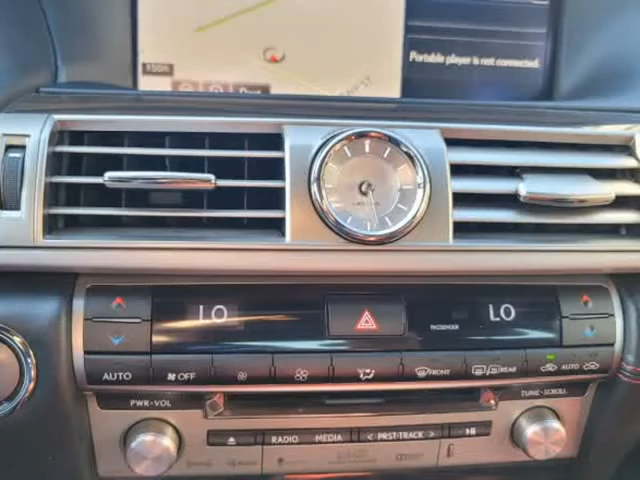 Portable player is not connected.
LEXUS
LO
LO
PASSENGER
AUTO
OFF
FRONT
REAR
AUTO
PWR•VOL
TUNE•SCROLL
RADIO
MEDIA
< PRST•TRACK >